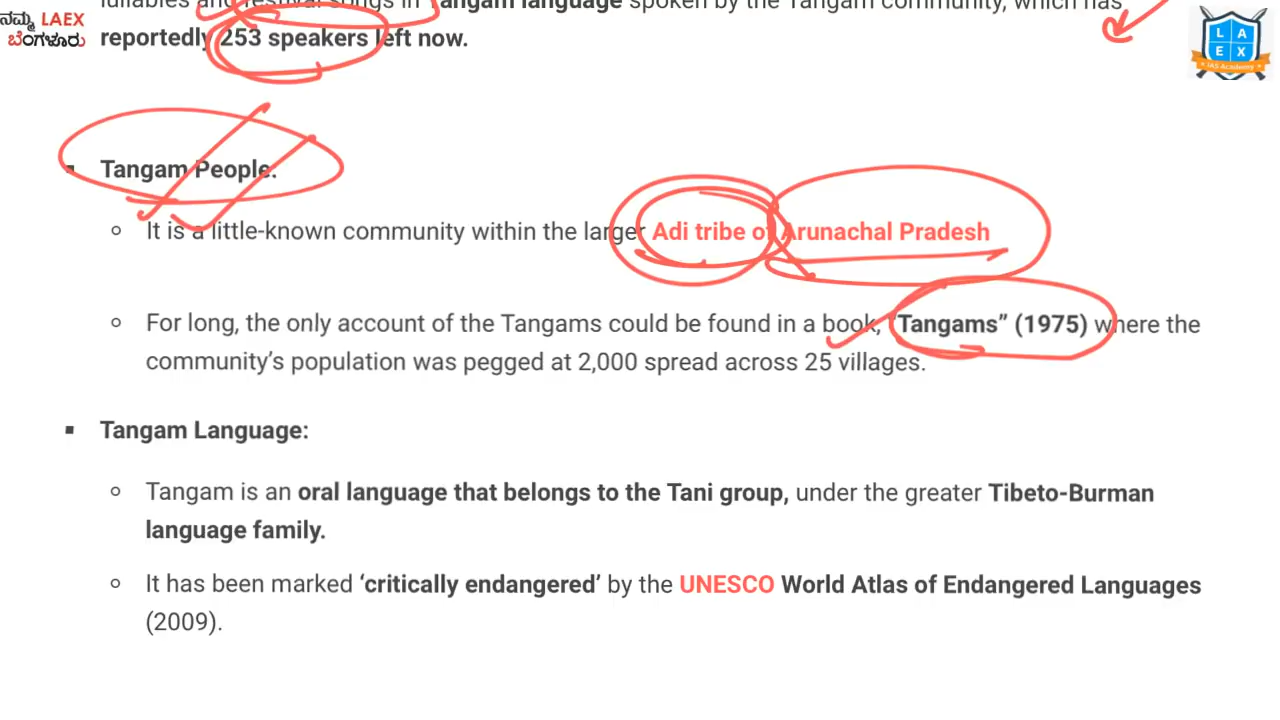 lullabies and festival songs in Tangam language spoken by the Tangam community, which has
ನಮ್ಮ LAEX
ಬೆಂಗಳೂರು
reportedly 253 speakers left now.
L A
E X
IAS Academy
▪ Tangam People:
○ It is a little-known community within the larger Adi tribe of Arunachal Pradesh
○ For long, the only account of the Tangams could be found in a book, “Tangams” (1975) where the
community’s population was pegged at 2,000 spread across 25 villages.
▪ Tangam Language:
○ Tangam is an oral language that belongs to the Tani group, under the greater Tibeto-Burman
language family.
○ It has been marked ‘critically endangered’ by the UNESCO World Atlas of Endangered Languages
(2009).